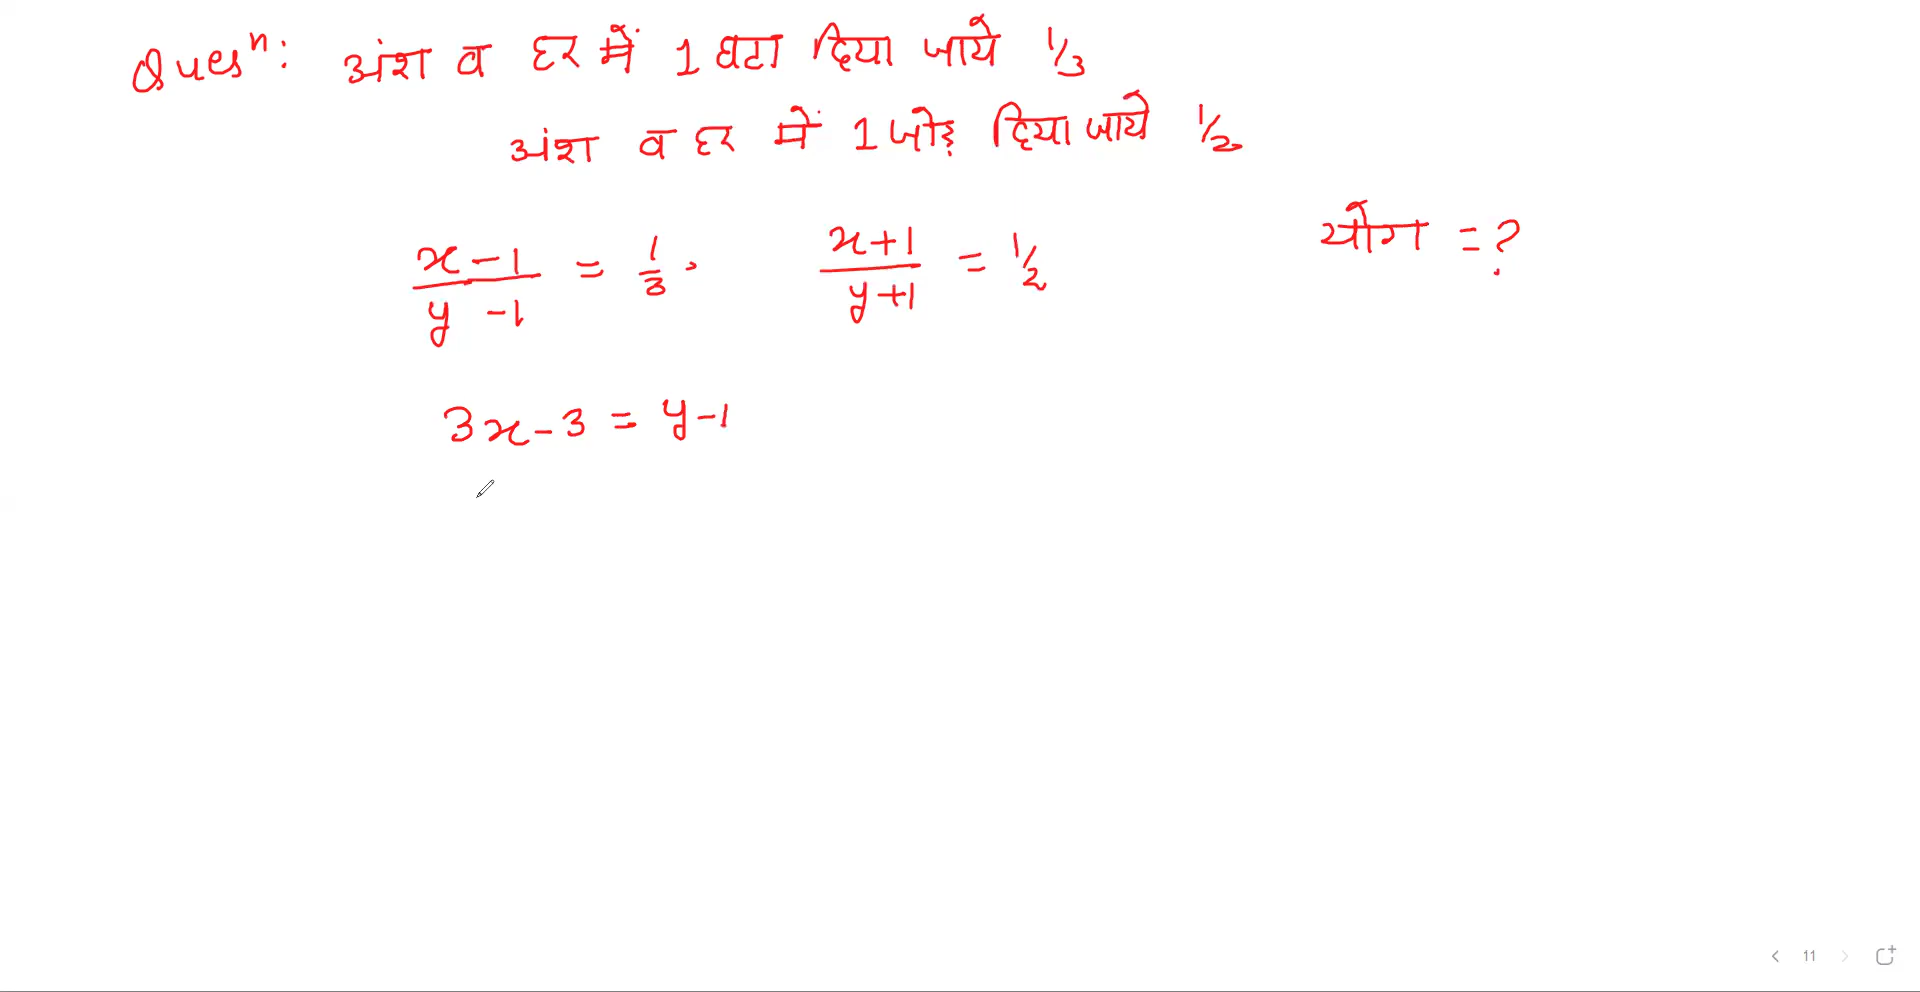 Quesⁿ: अंश व हर में 1 घटा दिया जाये 1/3
अंश व हर में 1 जोड़ दिया जाये 1/2
योग = ?
x-1/y-1 = 1/3, x+1/y+1 = 1/2
3x-3 = y-1
11